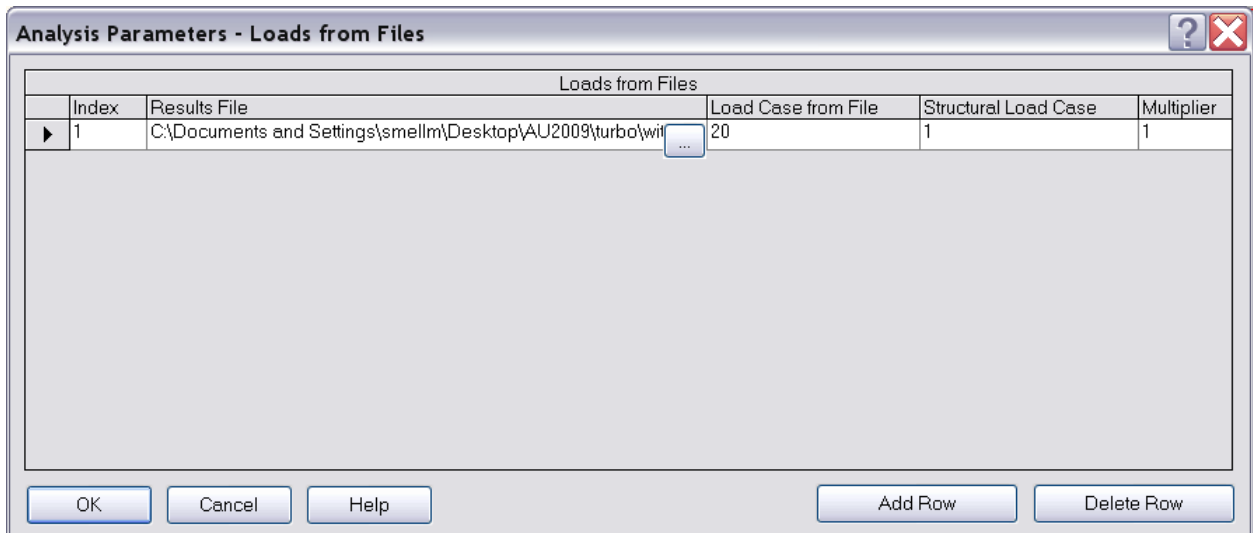 Analysis Parameters - Loads from Files
Loads from Files
Index Results File Load Case from File Structural Load Case Multiplier
1 C:\Documents and Settings\smellm\Desktop\AU2009\turbo\wit ... 20 1 1
OK Cancel Help Add Row Delete Row